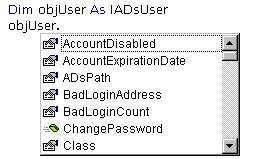 Dim objUser As IADsUser
objUser.
AccountDisabled
AccountExpirationDate
ADsPath
BadLoginAddress
BadLoginCount
ChangePassword
Class